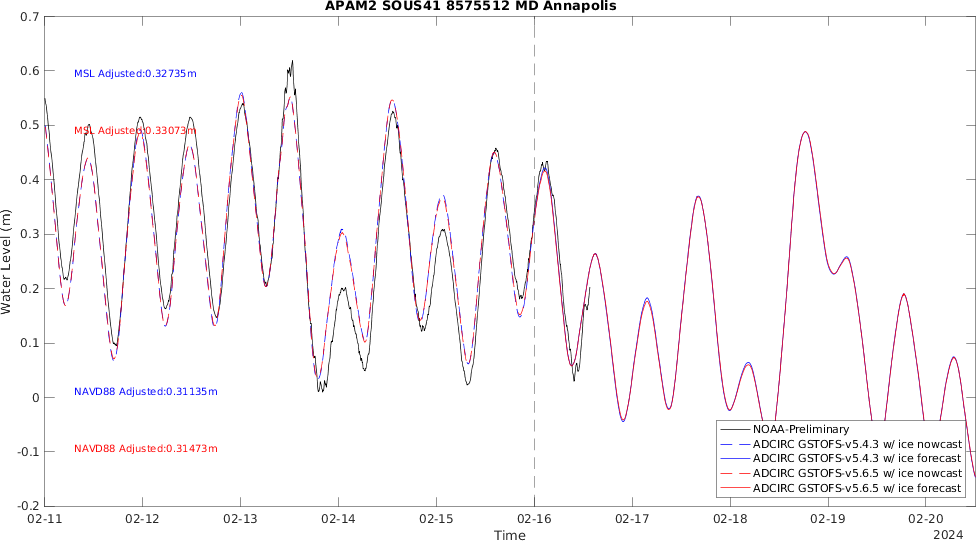 APAM2 SOUS41 8575512 MD Annapolis
0.7
0.6
0.5
0.4
0.3
0.2
0.1
0
-0.1
-0.2
Water Level (m)
MSL Adjusted:0.32735m
MSL Adjusted:0.33073m
NAVD88 Adjusted:0.31135m
NAVD88 Adjusted:0.31473m
NOAA-Preliminary
ADCIRC GSTOFS-v5.4.3 w/ ice nowcast
ADCIRC GSTOFS-v5.4.3 w/ ice forecast
ADCIRC GSTOFS-v5.6.5 w/ ice nowcast
ADCIRC GSTOFS-v5.6.5 w/ ice forecast
02-11 02-12 02-13 02-14 02-15 02-16 02-17 02-18 02-19 02-20
Time
2024